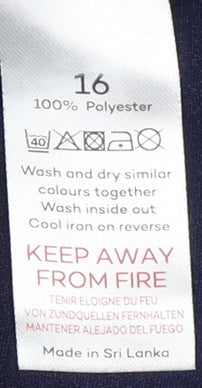 16
100% Polyester
40
Wash and dry similar
colours together
Wash inside out
Cool iron on reverse
KEEP AWAY
FROM FIRE
TENIR ELOIGNE DU FEU
VON ZUNDQUELLEN FERNHALTEN
MANTENER ALEJADO DEL FUEGO
Made in Sri Lanka